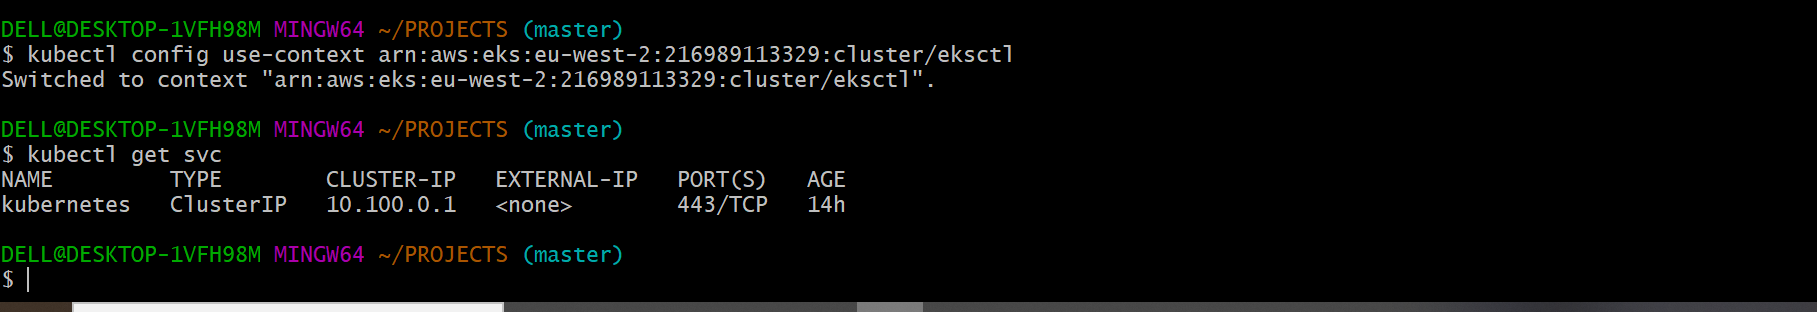 DELL@DESKTOP-1VFH98M MINGW64 ~/PROJECTS (master)
$ kubectl config use-context arn:aws:eks:eu-west-2:216989113329:cluster/eksctl
Switched to context "arn:aws:eks:eu-west-2:216989113329:cluster/eksctl".
DELL@DESKTOP-1VFH98M MINGW64 ~/PROJECTS (master)
$ kubectl get svc
NAME         TYPE        CLUSTER-IP   EXTERNAL-IP   PORT(S)   AGE
kubernetes   ClusterIP   10.100.0.1   <none>        443/TCP   14h
DELL@DESKTOP-1VFH98M MINGW64 ~/PROJECTS (master)
$